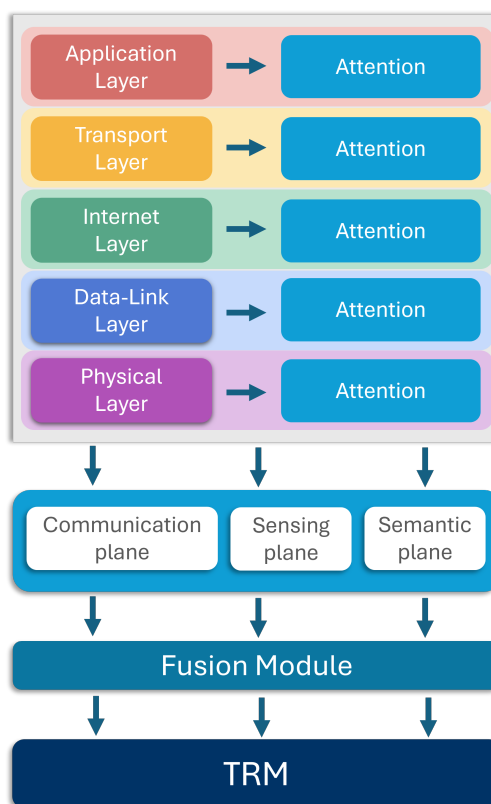 Application
Layer
Attention
Transport
Layer
Attention
Internet
Layer
Attention
Data-Link
Layer
Attention
Physical
Layer
Attention
Communication
plane
Sensing
plane
Semantic
plane
Fusion Module
TRM